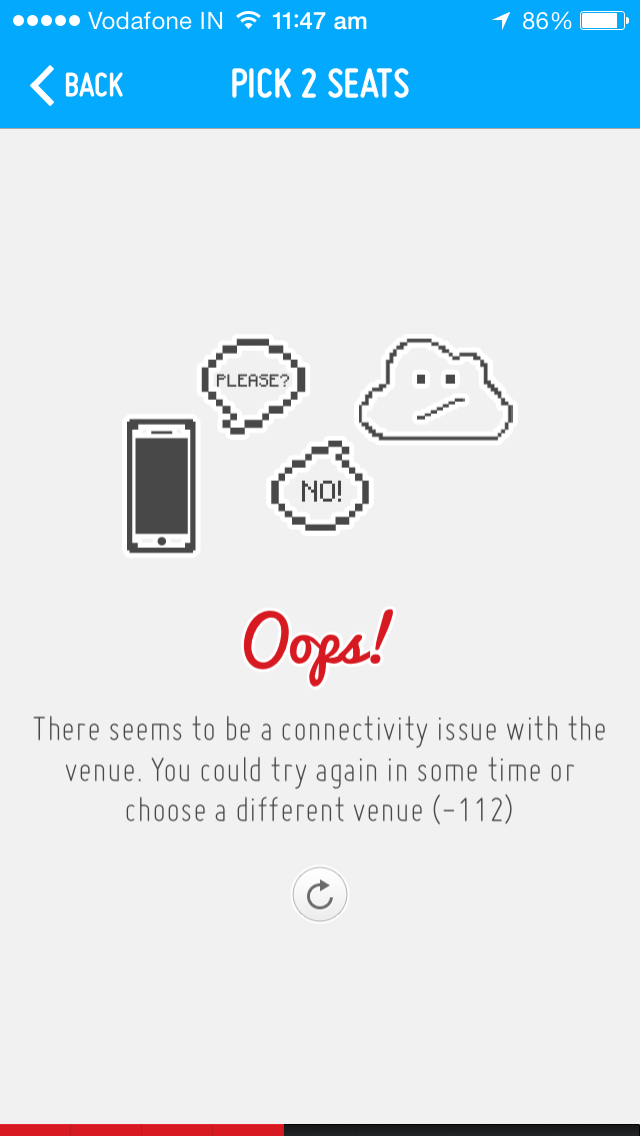 Vodafone IN 11:47 am 86%
BACK PICK 2 SEATS
PLEASE?
NO!
Oops!
There seems to be a connectivity issue with the
venue. You could try again in some time or
choose a different venue (-112)